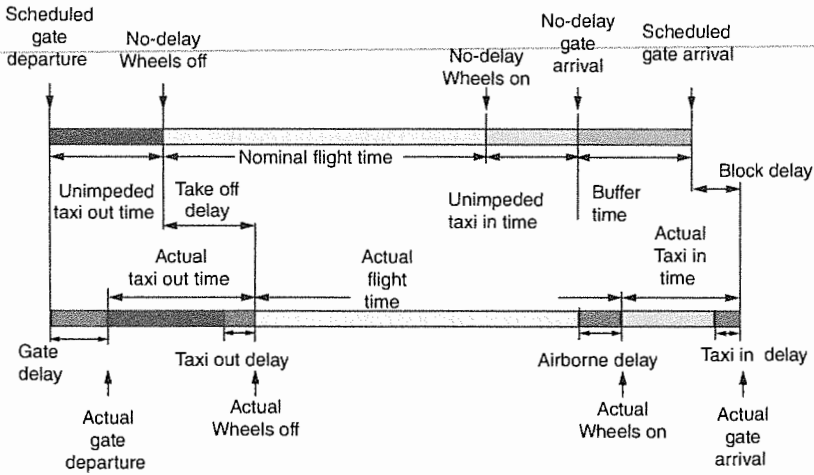 Scheduled
gate
departure
No-delay
Wheels off
No-delay
Wheels on
No-delay
gate
arrival
Scheduled
gate arrival
Nominal flight time
Block delay
Unimpeded
taxi out time
Take off
delay
Unimpeded
taxi in time
Buffer
time
Actual
taxi out time
Actual
flight
time
Actual
Taxi in
time
Gate
delay
Taxi out delay
Airborne delay
Taxi in delay
Actual
gate
departure
Actual
Wheels off
Actual
Wheels on
Actual
gate
arrival